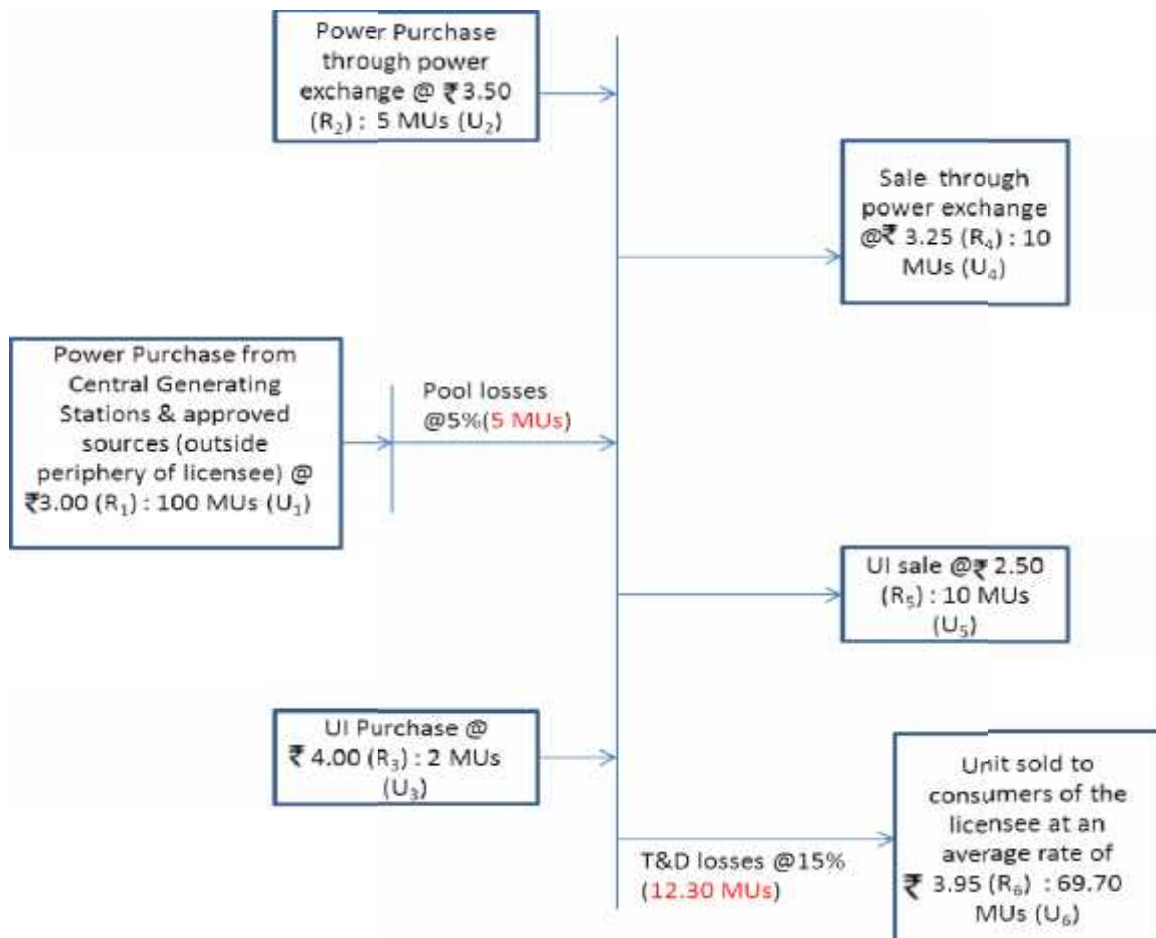 Power Purchase
through power
exchange @ ₹ 3.50
(R₂) : 5 MUs (U₂)
Sale through
power exchange
@₹ 3.25 (R₄) : 10
MUs (U₄)
Power Purchase from
Central Generating
Stations & approved
sources (outside
periphery of licensee) @
₹3.00 (R₁) : 100 MUs (U₁)
Pool losses
@5%(5 MUs)
UI sale @₹ 2.50
(R₅) : 10 MUs
(U₅)
UI Purchase @
₹ 4.00 (R₃) : 2 MUs
(U₃)
Unit sold to
consumers of the
licensee at an
average rate of
₹ 3.95 (R₆) : 69.70
MUs (U₆)
T&D losses @15%
(12.30 MUs)